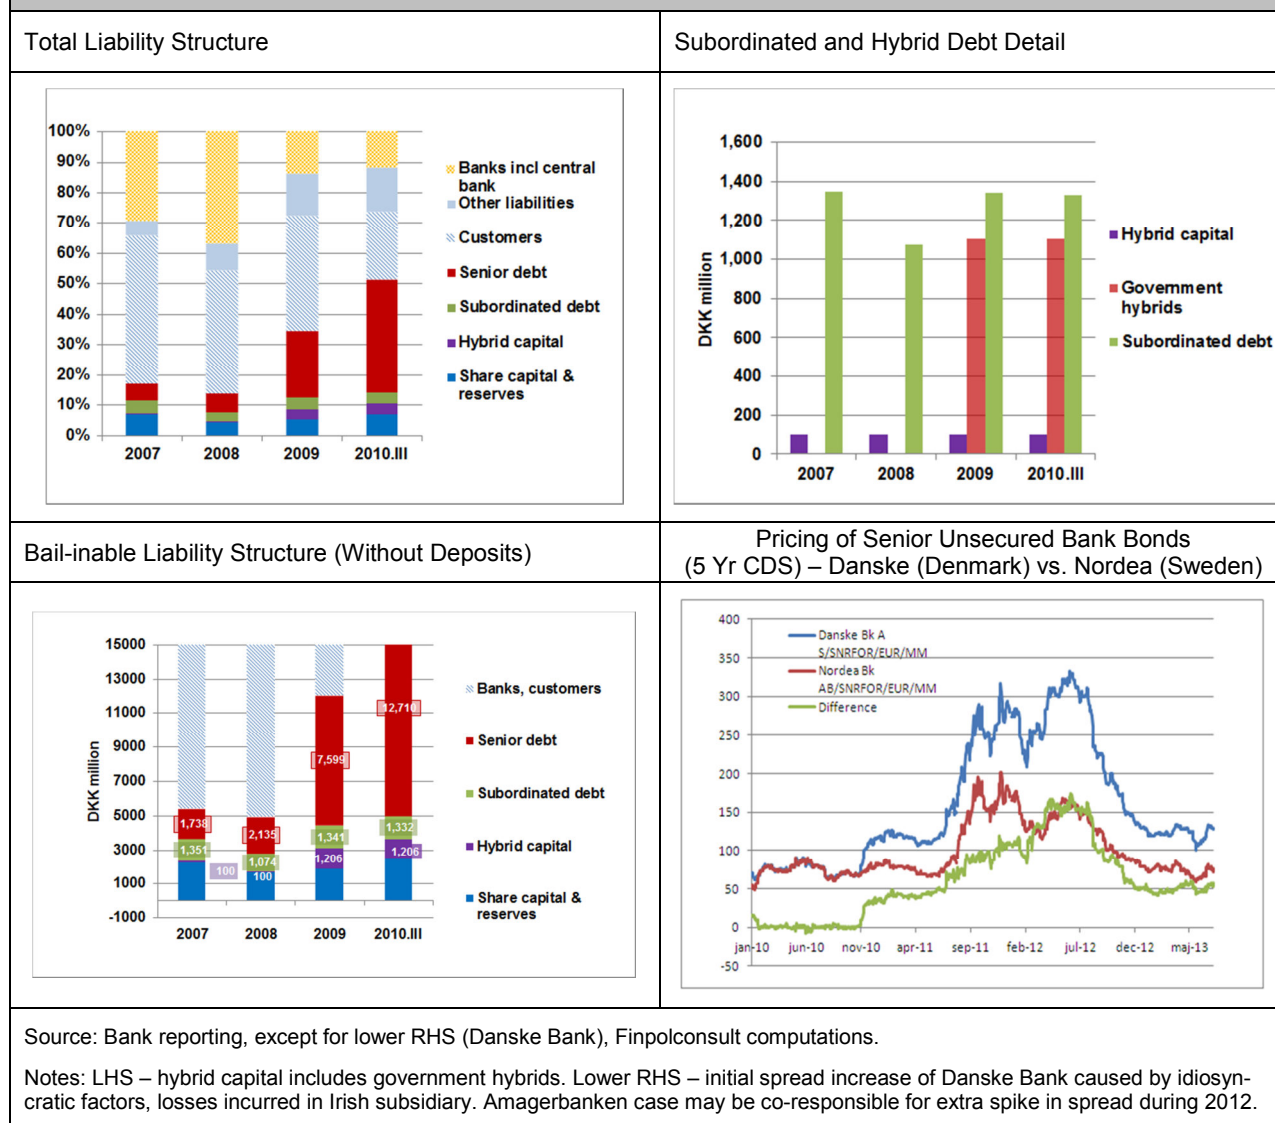 Total Liability Structure
Subordinated and Hybrid Debt Detail
100%
90%
80%
70%
60%
50%
40%
30%
20%
10%
0%
2007
2008
2009
2010.III
Banks incl central
bank
Other liabilities
Customers
Senior debt
Subordinated debt
Hybrid capital
Share capital &
reserves
DKK million
1,600
1,400
1,200
1,000
800
600
400
200
0
2007
2008
2009
2010.III
Hybrid capital
Government
hybrids
Subordinated debt
Bail-inable Liability Structure (Without Deposits)
Pricing of Senior Unsecured Bank Bonds
(5 Yr CDS) – Danske (Denmark) vs. Nordea (Sweden)
DKK million
15000
13000
11000
9000
7000
5000
3000
1000
-1000
1,738
1,351
100
2,135
1,074
100
7,599
1,341
1,206
12,710
1,332
1.206
2007
2008
2009
2010.III
Banks, customers
Senior debt
Subordinated debt
Hybrid capital
Share capital &
reserves
400
350
300
250
200
150
100
50
0
-50
jan-10
jun-10
nov-10
apr-11
sep-11
feb-12
jul-12
dec-12
maj-13
Danske Bk A
S/SNRFOR/EUR/MM
Nordea Bk
AB/SNRFOR/EUR/MM
Difference
Source: Bank reporting, except for lower RHS (Danske Bank), Finpolconsult computations.
Notes: LHS – hybrid capital includes government hybrids. Lower RHS – initial spread increase of Danske Bank caused by idiosyn-
cratic factors, losses incurred in Irish subsidiary. Amagerbanken case may be co-responsible for extra spike in spread during 2012.